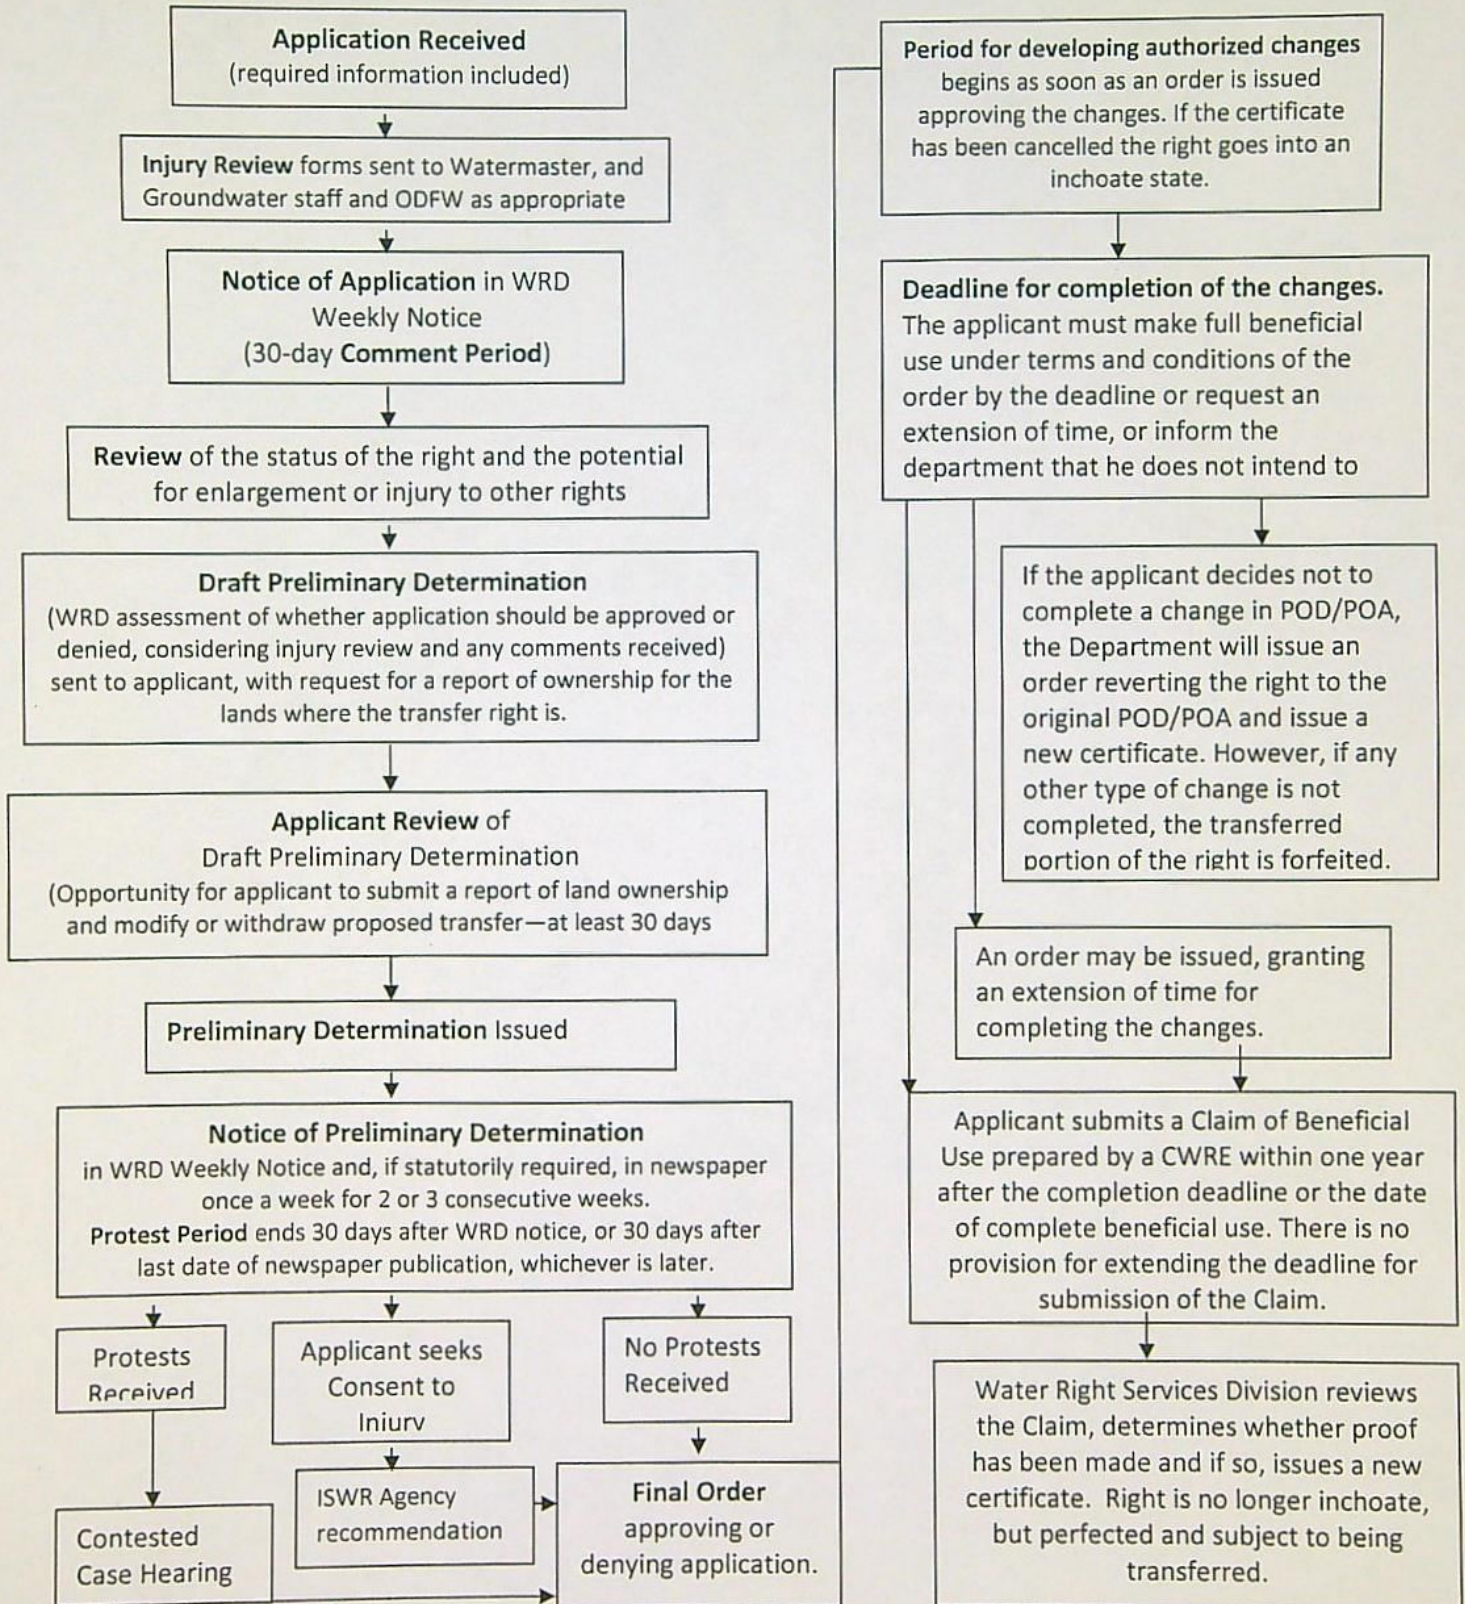 Application Received
(required information included)
Injury Review forms sent to Watermaster, and
Groundwater staff and ODFW as appropriate
Notice of Application in WRD
Weekly Notice
(30-day Comment Period)
Review of the status of the right and the potential
for enlargement or injury to other rights
Draft Preliminary Determination
(WRD assessment of whether application should be approved or
denied, considering injury review and any comments received)
sent to applicant, with request for a report of ownership for the
lands where the transfer right is.
Applicant Review of
Draft Preliminary Determination
(Opportunity for applicant to submit a report of land ownership
and modify or withdraw proposed transfer—at least 30 days
Preliminary Determination Issued
Notice of Preliminary Determination
in WRD Weekly Notice and, if statutorily required, in newspaper
once a week for 2 or 3 consecutive weeks.
Protest Period ends 30 days after WRD notice, or 30 days after
last date of newspaper publication, whichever is later.
Protests
Received
Applicant seeks
Consent to
Injury
No Protests
Received
Contested
Case Hearing
ISWR Agency
recommendation
Final Order
approving or
denying application.
Period for developing authorized changes
begins as soon as an order is issued
approving the changes. If the certificate
has been cancelled the right goes into an
inchoate state.
Deadline for completion of the changes.
The applicant must make full beneficial
use under terms and conditions of the
order by the deadline or request an
extension of time, or inform the
department that he does not intend to
If the applicant decides not to
complete a change in POD/POA,
the Department will issue an
order reverting the right to the
original POD/POA and issue a
new certificate. However, if any
other type of change is not
completed, the transferred
portion of the right is forfeited.
An order may be issued, granting
an extension of time for
completing the changes.
Applicant submits a Claim of Beneficial
Use prepared by a CWRE within one year
after the completion deadline or the date
of complete beneficial use. There is no
provision for extending the deadline for
submission of the Claim.
Water Right Services Division reviews
the Claim, determines whether proof
has been made and if so, issues a new
certificate. Right is no longer inchoate,
but perfected and subject to being
transferred.